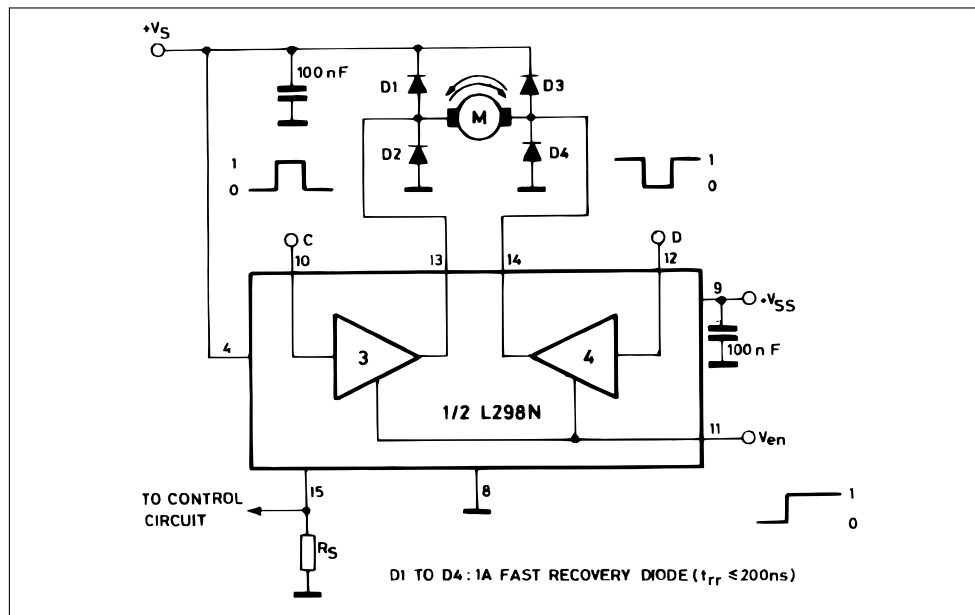 +VS
100nF
D1
D3
M
D2
D4
1
0
1
0
C
D
10
13
14
12
9
+VSS
4
3
4
100nF
1/2 L298N
11
Ven
15
8
TO CONTROL
CIRCUIT
1
0
RS
D1 TO D4 : 1A FAST RECOVERY DIODE (trr ≤ 200ns)